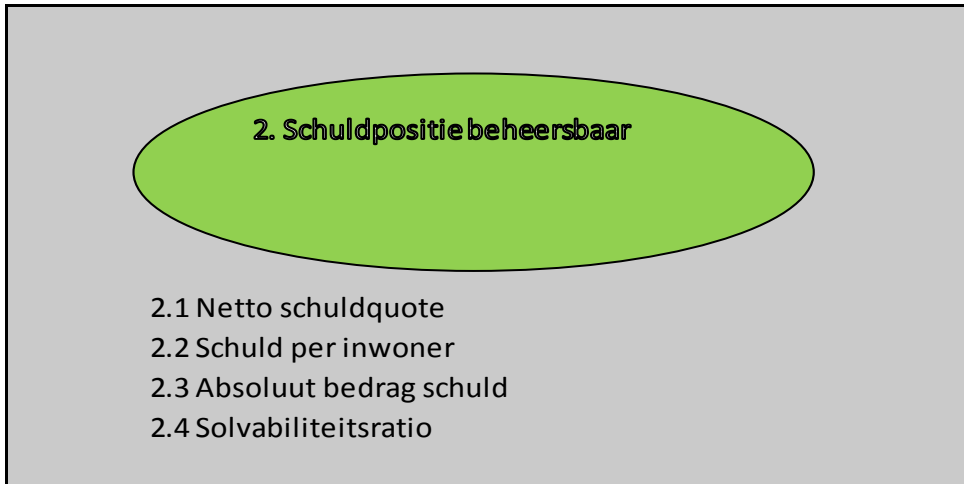 2. Schuldpositie beheersbaar
2.1 Netto schuldquote
2.2 Schuld per inwoner
2.3 Absoluut bedrag schuld
2.4 Solvabiliteitsratio